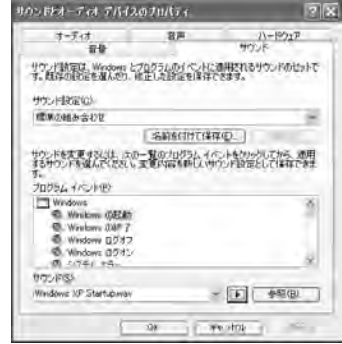 サウンドとオーディオ デバイスのプロパティ
オーディオ 音声 ハードウェア
音量 サウンド
サウンド設定は、Windows とプログラムのイベントに適用されるサウンドのセットで
す。既存の設定を選んだり、修正した設定を保存できます。
サウンド設定(C):
標準の組み合わせ
名前を付けて保存(E)...
サウンドを変更するには、次の一覧のプログラム イベントをクリックしてから、適用
するサウンドを選んでください。変更内容を新しいサウンド設定として保存できま
す。
プログラム イベント(P):
Windows
Windows の起動
Windows の終了
Windows ログオフ
Windows ログオン
システム エラー
サウンド(S):
Windows XP Startup.wav 参照(B)...
OK キャンセル